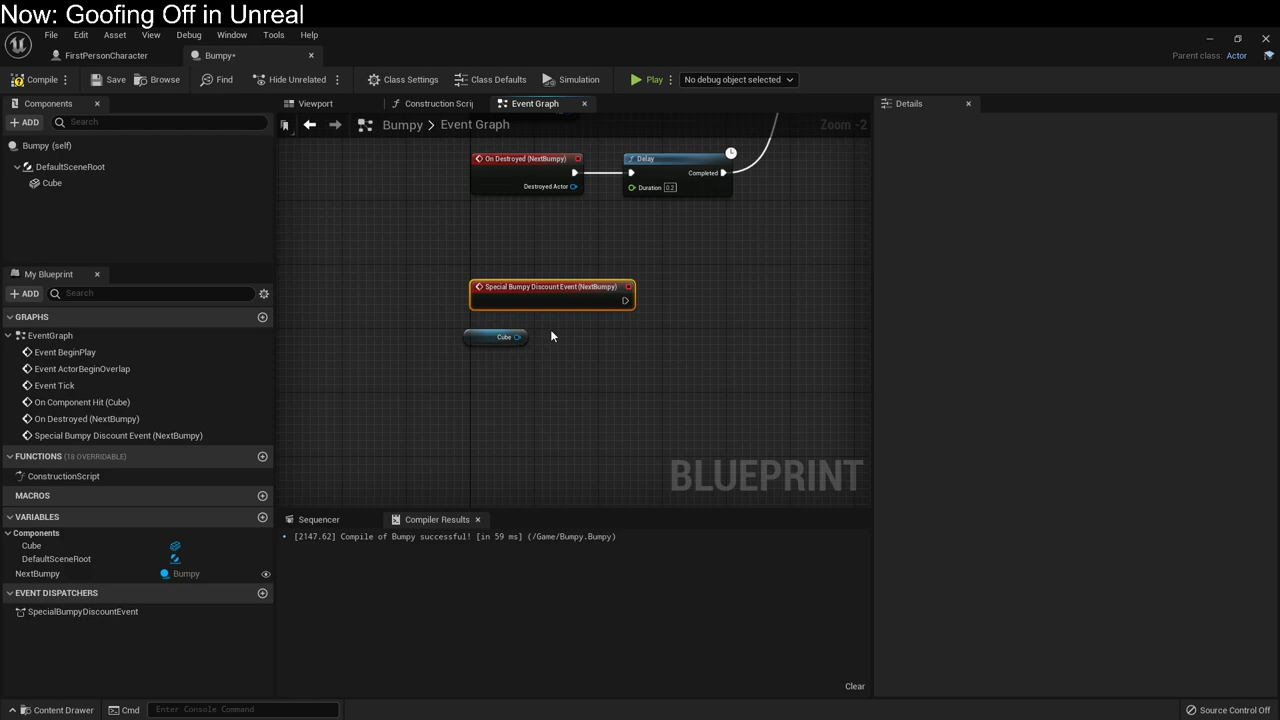 Now: Goofing Off in Unreal
File Edit Asset View Debug Window Tools Help
FirstPersonCharacter Bumpy* Parent class: Actor
Compile Save Browse Find Hide Unrelated Class Settings Class Defaults Simulation Play No debug object selected
Components Viewport Construction Scrip Event Graph Details
ADD Search Bumpy > Event Graph Zoom -2
Bumpy (self)
DefaultSceneRoot
Cube
On Destroyed (NextBumpy)
Destroyed Actor
Delay
Completed
Duration 0.2
Special Bumpy Discount Event (NextBumpy)
Cube
BLUEPRINT
My Blueprint
ADD Search
GRAPHS
EventGraph
Event BeginPlay
Event ActorBeginOverlap
Event Tick
On Component Hit (Cube)
On Destroyed (NextBumpy)
Special Bumpy Discount Event (NextBumpy)
FUNCTIONS (18 OVERRIDABLE)
ConstructionScript
MACROS
VARIABLES
Components
Cube
DefaultSceneRoot
NextBumpy Bumpy
EVENT DISPATCHERS
SpecialBumpyDiscountEvent
Sequencer Compiler Results
[2147.62] Compile of Bumpy successful! [in 59 ms] (/Game/Bumpy.Bumpy)
Clear
Content Drawer Cmd Enter Console Command Source Control Off